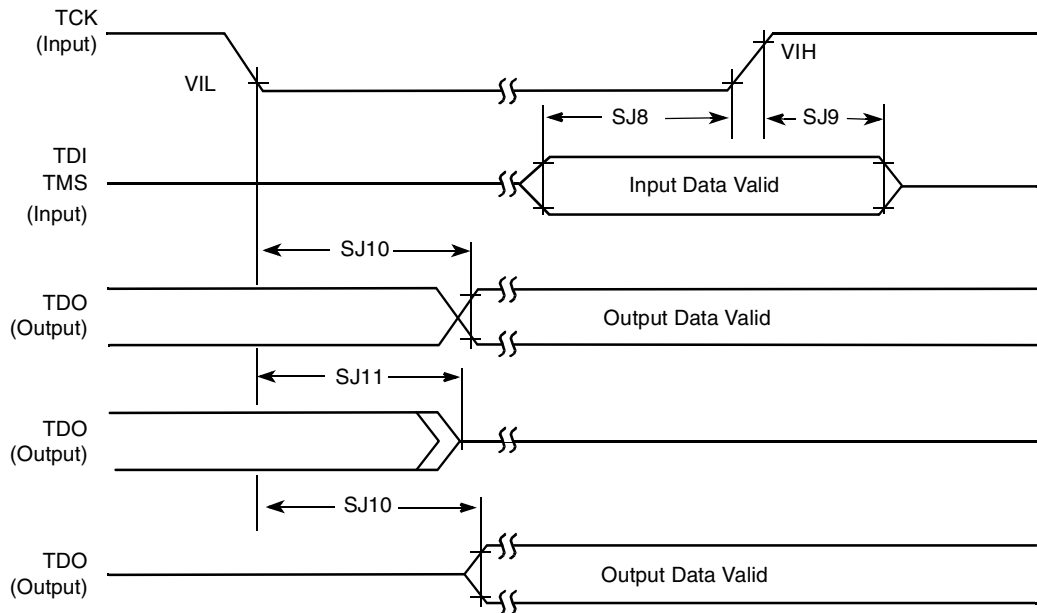 TCK
(Input)
VIL
VIH
SJ8
SJ9
TDI
TMS
(Input)
Input Data Valid
SJ10
TDO
(Output)
Output Data Valid
SJ11
TDO
(Output)
SJ10
TDO
(Output)
Output Data Valid